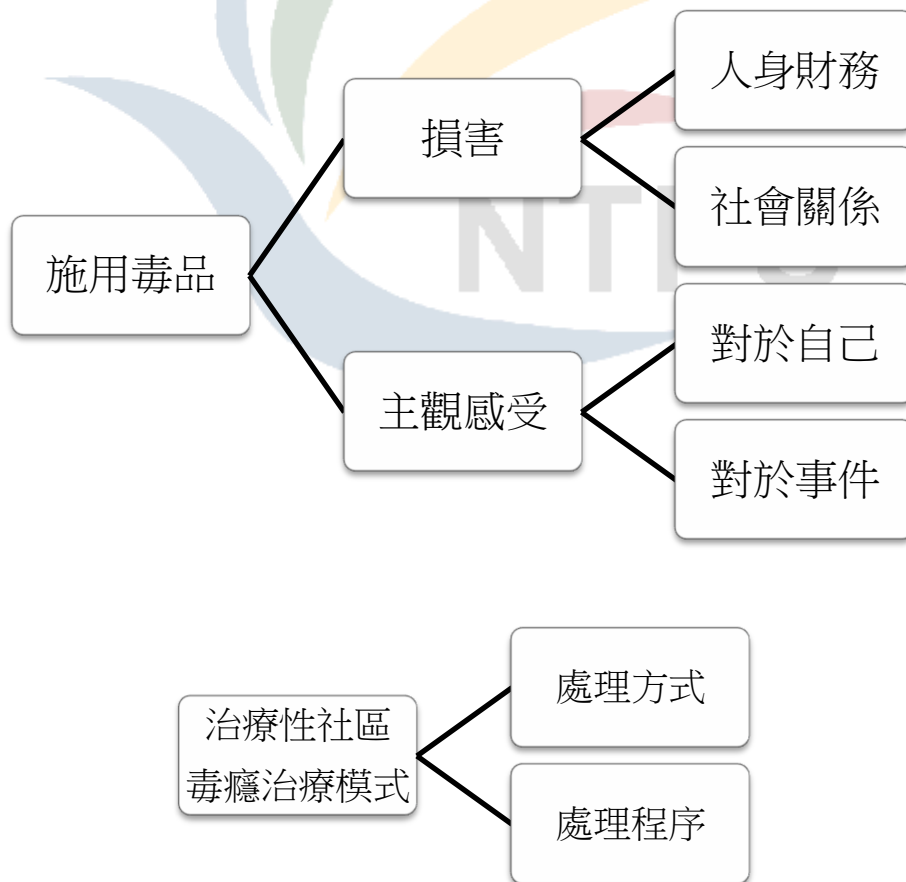 人身財務
損害
社會關係
施用毒品
對於自己
主觀感受
對於事件
處理方式
治療性社區
毒癮治療模式
處理程序